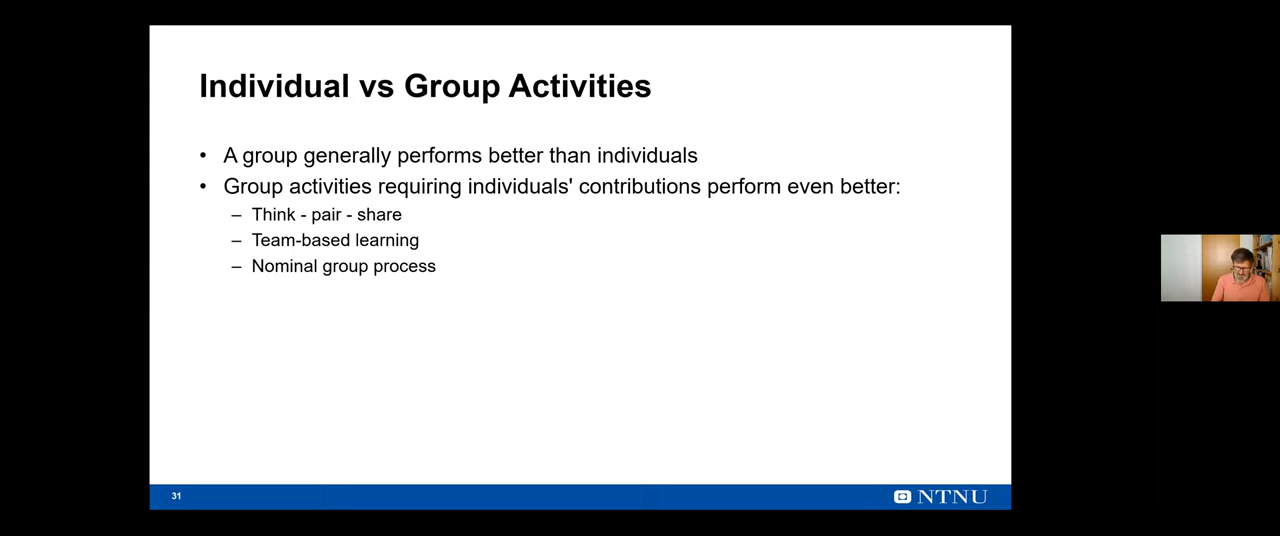 Individual vs Group Activities
• A group generally performs better than individuals
• Group activities requiring individuals' contributions perform even better:
– Think - pair - share
– Team-based learning
– Nominal group process
31
NTNU